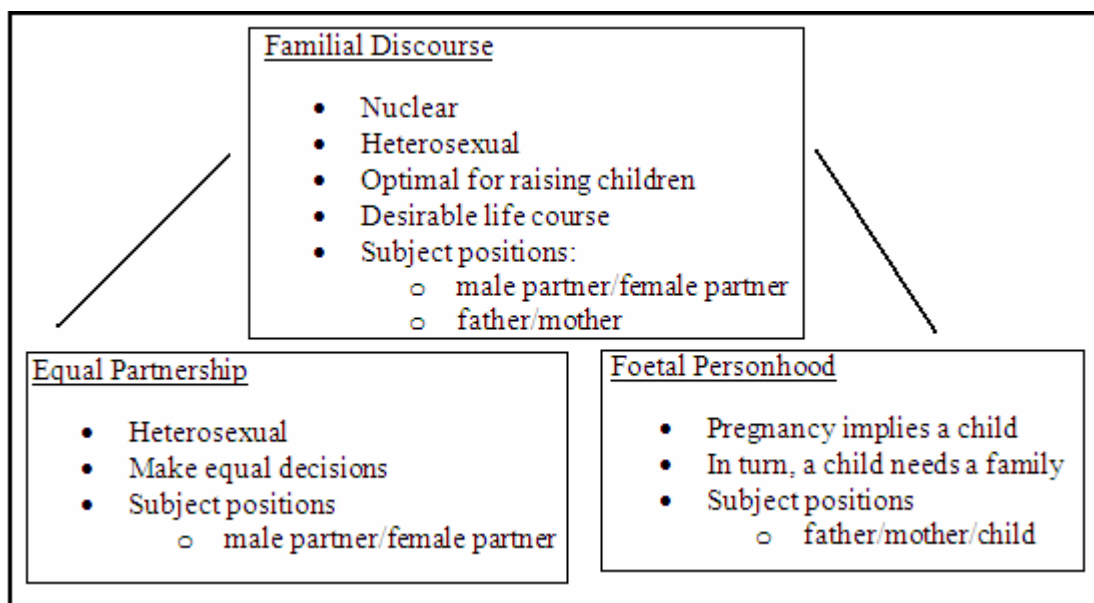 Familial Discourse
• Nuclear
• Heterosexual
• Optimal for raising children
• Desirable life course
• Subject positions:
o male partner/female partner
o father/mother
Equal Partnership
• Heterosexual
• Make equal decisions
• Subject positions
o male partner/female partner
Foetal Personhood
• Pregnancy implies a child
• In turn, a child needs a family
• Subject positions
o father/mother/child